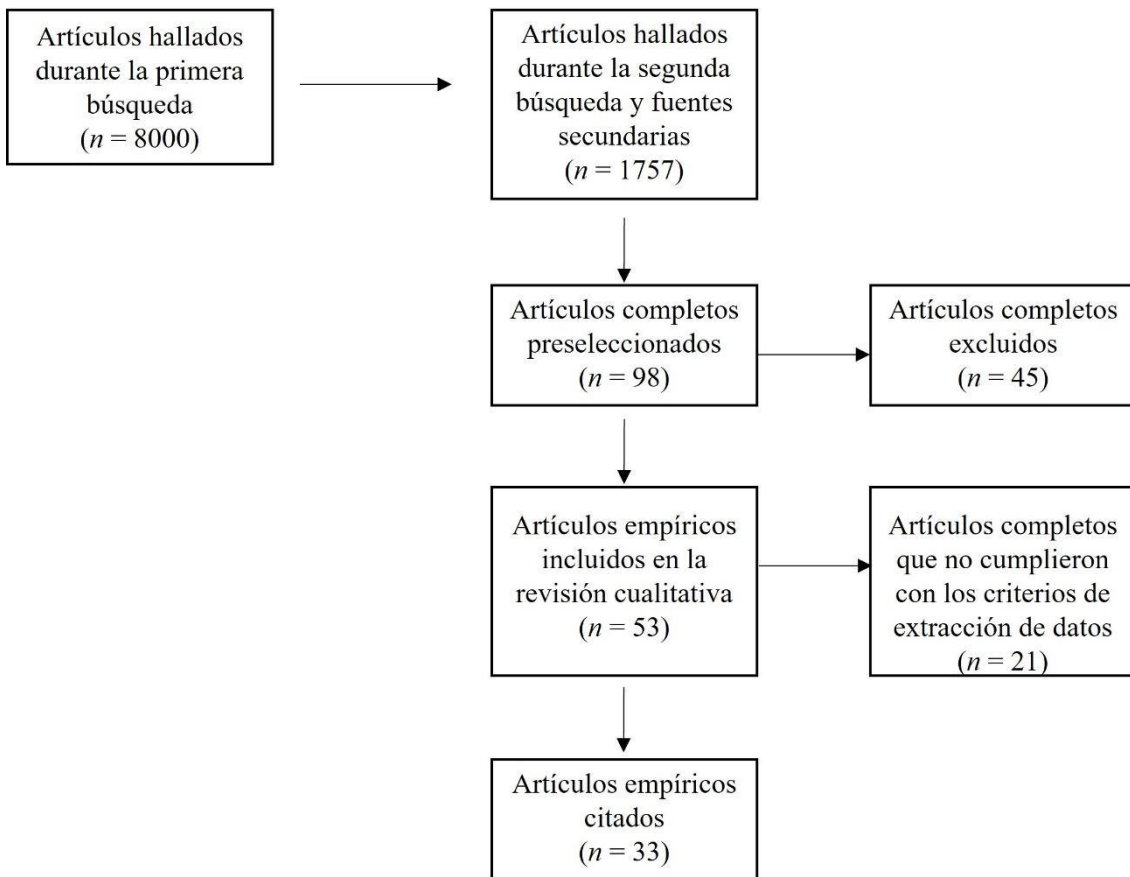 Artículos hallados
durante la primera
búsqueda
(n = 8000)
Artículos hallados
durante la segunda
búsqueda y fuentes
secundarias
(n = 1757)
Artículos completos
preseleccionados
(n = 98)
Artículos completos
excluidos
(n = 45)
Artículos empíricos
incluidos en la
revisión cualitativa
(n = 53)
Artículos completos
que no cumplieron
con los criterios de
extracción de datos
(n = 21)
Artículos empíricos
citados
(n = 33)